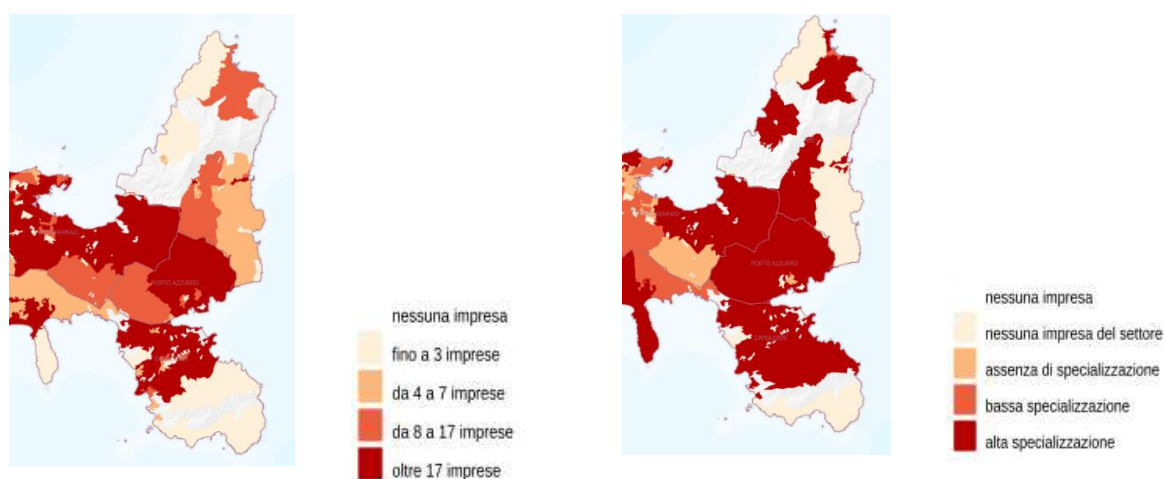 PORTO AZZURRO
nessuna impresa
fino a 3 imprese
da 4 a 7 imprese
da 8 a 17 imprese
oltre 17 imprese
PORTO AZZURRO
nessuna impresa
nessuna impresa del settore
assenza di specializzazione
bassa specializzazione
alta specializzazione